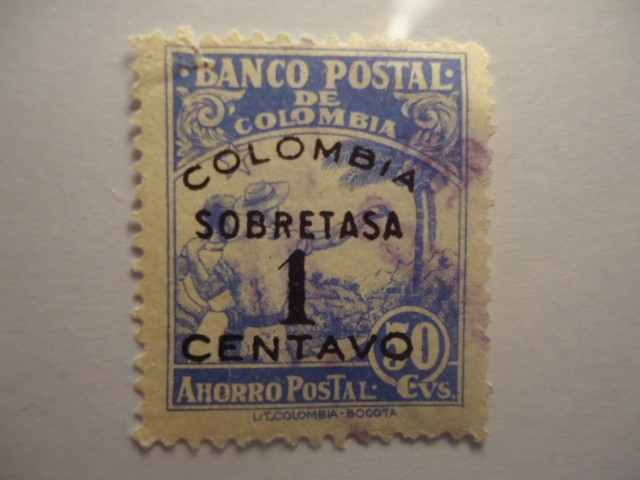 · BANCO POSTAL ·
DE
COLOMBIA
COLOMBIA
SOBRETASA
1
CENTAVO
50
AHORRO POSTAL · CVS.
LIT. COLOMBIA - BOGOTA